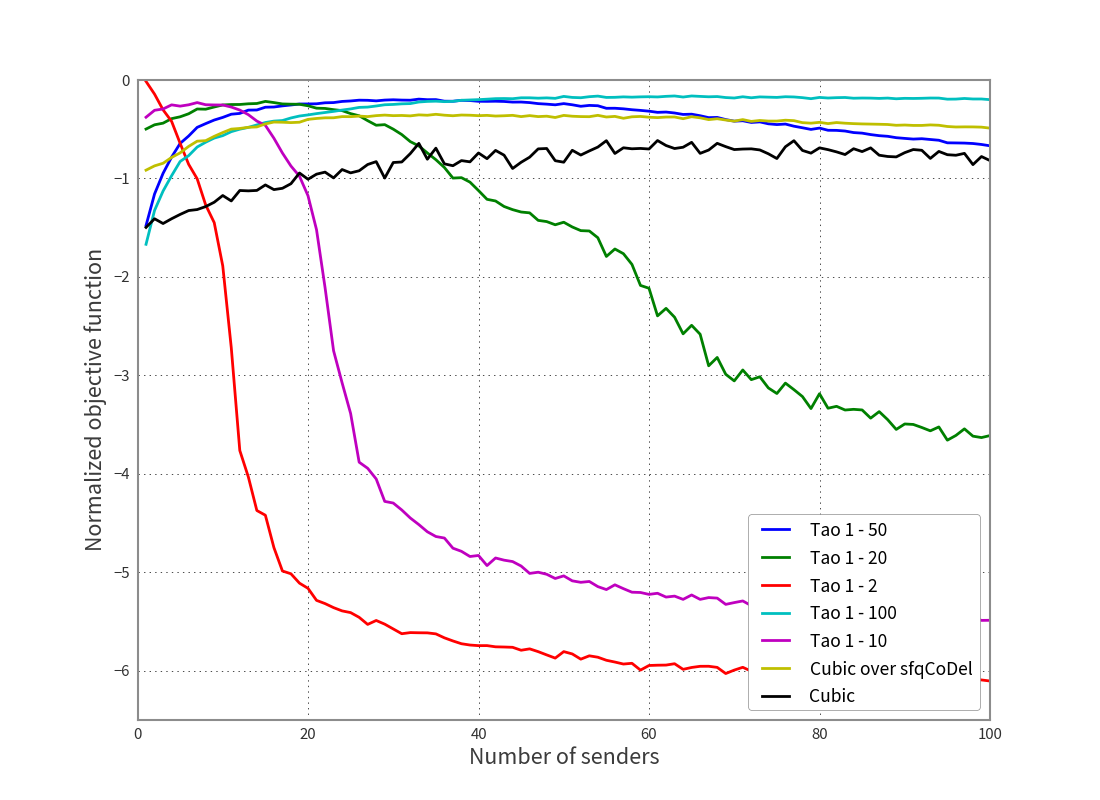 0
−1
−2
−3
−4
−5
−6
Normalized objective function
0
20
40
60
80
100
Number of senders
Tao 1 - 50
Tao 1 - 20
Tao 1 - 2
Tao 1 - 100
Tao 1 - 10
Cubic over sfqCoDel
Cubic